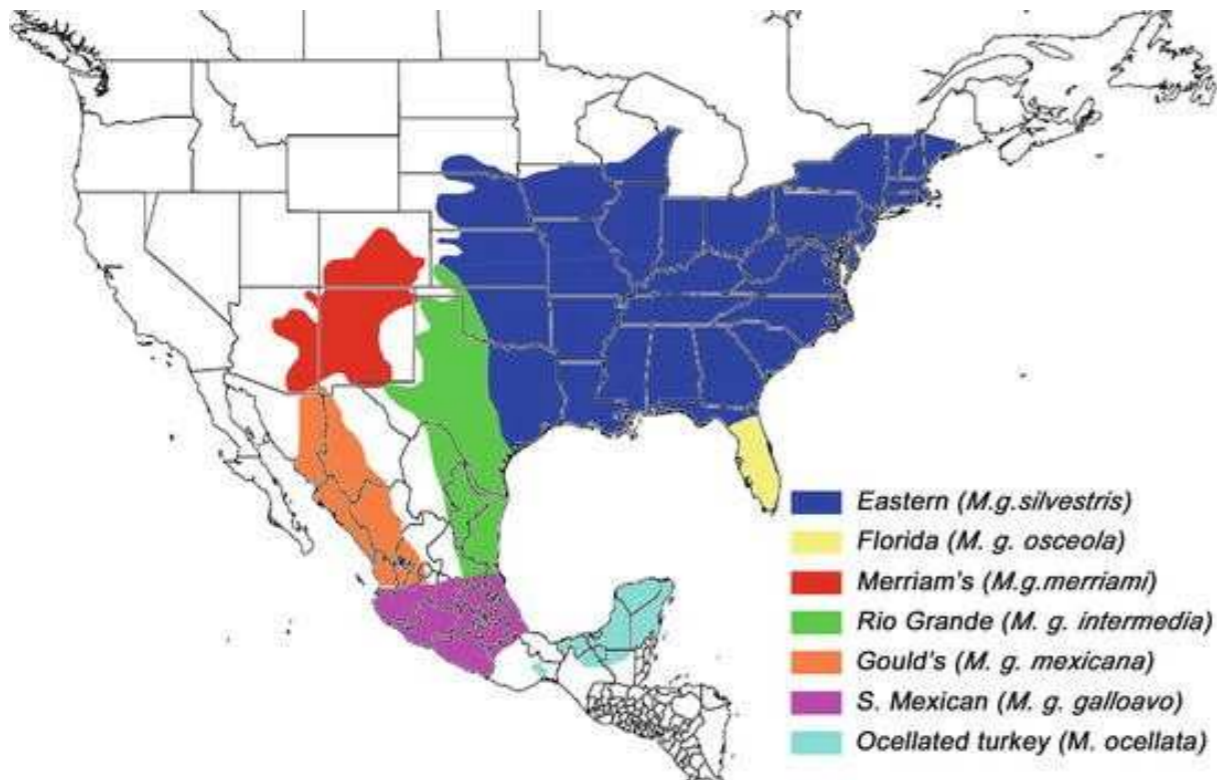 Eastern (M.g.silvestris)
Florida (M. g. osceola)
Merriam's (M.g.merriami)
Rio Grande (M. g. intermedia)
Gould's (M. g. mexicana)
S. Mexican (M. g. galloavo)
Ocellated turkey (M. ocellata)